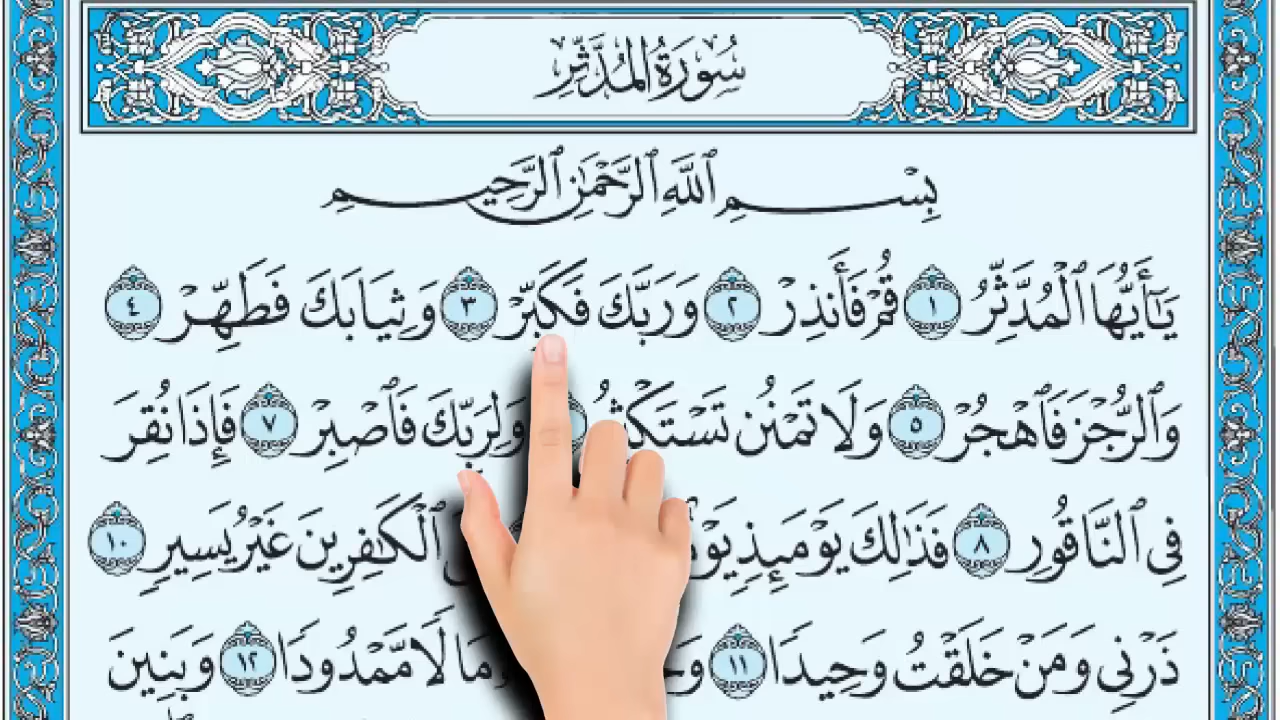 سُورَةُ الْمُدَّثِّرِ
بِسْمِ ٱللَّهِ ٱلرَّحْمَٰنِ ٱلرَّحِيمِ
يَٰٓأَيُّهَا ٱلْمُدَّثِّرُ ١ قُمْ فَأَنذِرْ ٢ وَرَبَّكَ فَكَبِّرْ ٣ وَثِيَابَكَ فَطَهِّرْ ٤
وَٱلرُّجْزَ فَٱهْجُرْ ٥ وَلَا تَمْنُن تَسْتَكْثِرُ وَلِرَبِّكَ فَٱصْبِرْ ٧ فَإِذَا نُقِرَ
فِى ٱلنَّاقُورِ ٨ فَذَٰلِكَ يَوْمَئِذٍ ٱلْكَٰفِرِينَ غَيْرُ يَسِيرٍ ١٠
ذَرْنِى وَمَنْ خَلَقْتُ وَحِيدًا ١١ مَالًا مَّمْدُودًا ١٢ وَبَنِينَ